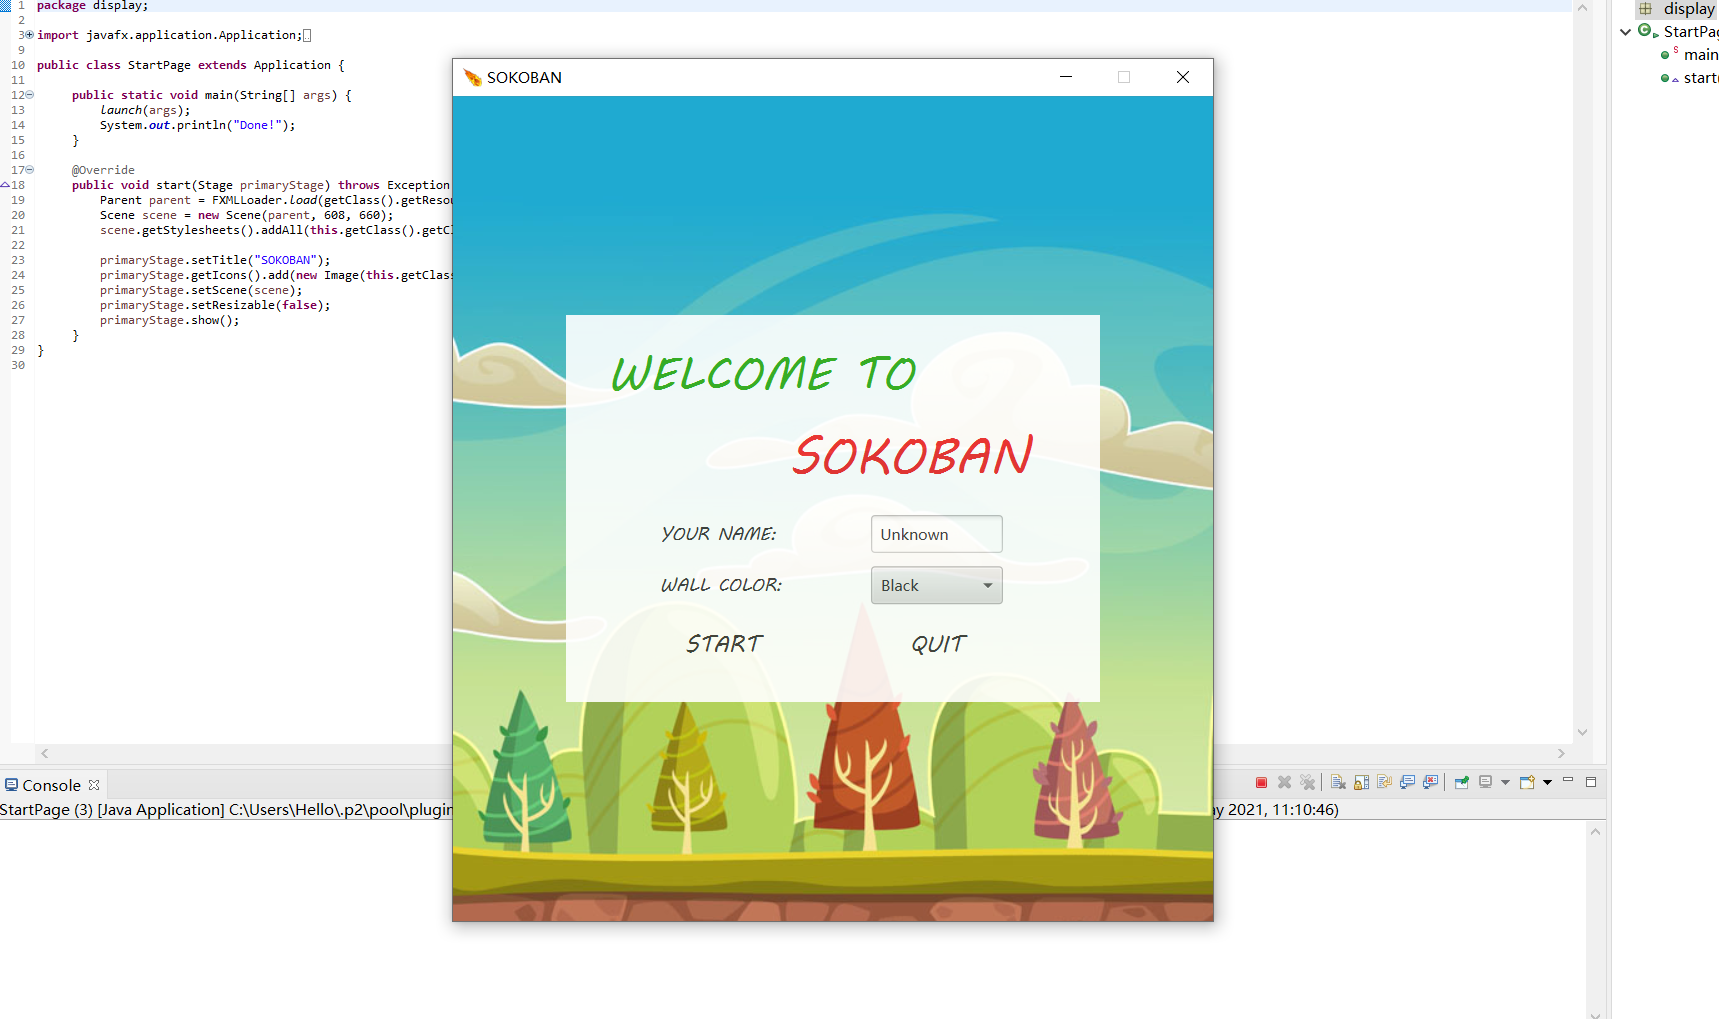 1 package display;
2
3 import javafx.application.Application;
9
10 public class StartPage extends Application {
11
12 public static void main(String[] args) {
13 launch(args);
14 System.out.println("Done!");
15 }
16
17 @Override
18 public void start(Stage primaryStage) throws Exception
19 Parent parent = FXMLLoader.load(getClass().getResou
20 Scene scene = new Scene(parent, 608, 660);
21 scene.getStylesheets().addAll(this.getClass().getCl
22
23 primaryStage.setTitle("SOKOBAN");
24 primaryStage.getIcons().add(new Image(this.getClass
25 primaryStage.setScene(scene);
26 primaryStage.setResizable(false);
27 primaryStage.show();
28 }
29 }
30
SOKOBAN
WELCOME TO
SOKOBAN
YOUR NAME: Unknown
WALL COLOR: Black
START QUIT
display
StartPag
main
start(
Console
StartPage (3) [Java Application] C:\Users\Hello\.p2\pool\plugin
ay 2021, 11:10:46)